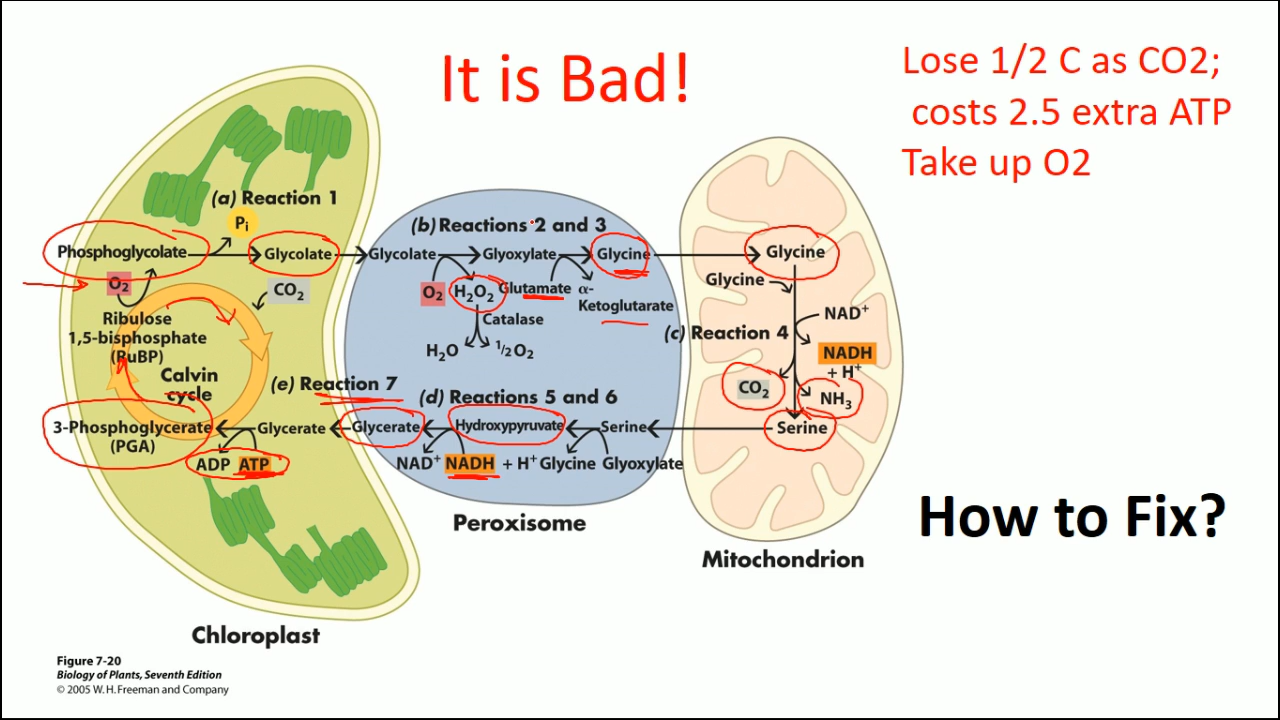 It is Bad!
Lose 1/2 C as CO2;
costs 2.5 extra ATP
Take up O2
(a) Reaction 1
Pi
Phosphoglycolate
Glycolate
O2
CO2
Ribulose
1,5-bisphosphate
(RuBP)
Calvin
cycle
(e) Reaction 7
3-Phosphoglycerate
(PGA)
Glycerate
ADP ATP
Chloroplast
(b) Reactions 2 and 3
Glycolate
Glyoxylate
Glycine
O2
H2O2
Glutamate
α-
Ketoglutarate
Catalase
H2O
1/2 O2
(d) Reactions 5 and 6
Glycerate
Hydroxypyruvate
Serine
NAD+ NADH + H+ Glycine Glyoxylate
Peroxisome
Glycine
Glycine
(c) Reaction 4
NAD+
NADH
+ H+
CO2
NH3
Serine
Mitochondrion
How to Fix?
Figure 7-20
Biology of Plants, Seventh Edition
© 2005 W. H. Freeman and Company